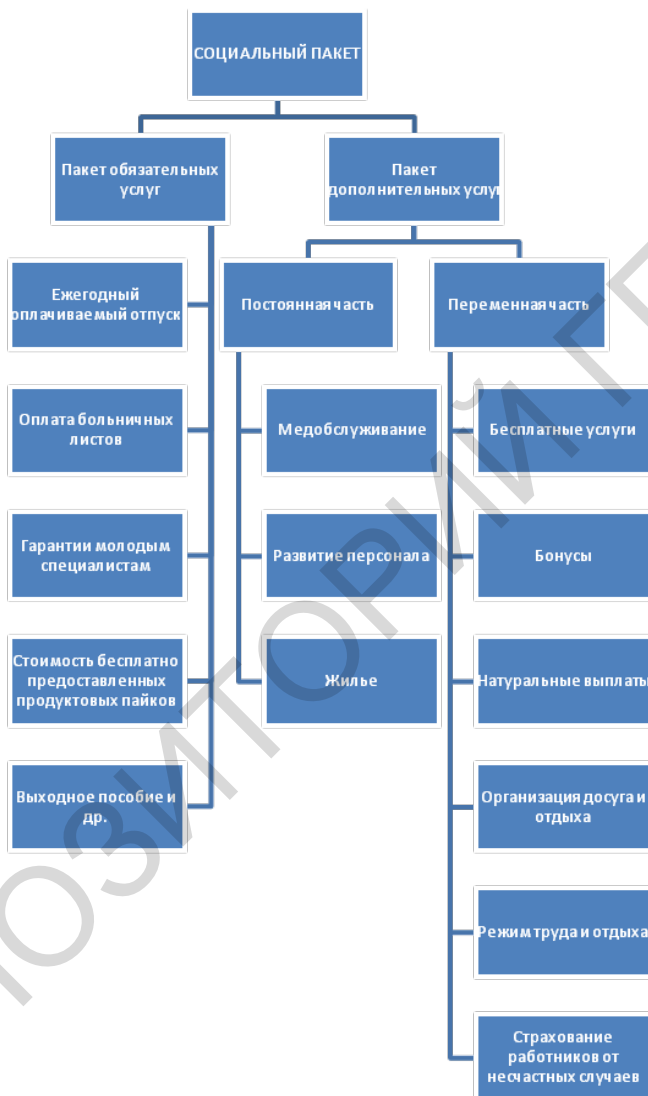 СОЦИАЛЬНЫЙ ПАКЕТ
Пакет обязательных
услуг
Пакет
дополнительных услуг
Ежегодный
оплачиваемый отпуск
Оплата больничных
листов
Гарантии молодым
специалистам
Стоимость бесплатно
предоставленных
продуктовых пайков
Выходное пособие и
др.
Постоянная часть
Медобслуживание
Развитие персонала
Жилье
Переменная часть
Бесплатные услуги
Бонусы
Натуральные выплаты
Организация досуга и
отдыха
Режим труда и отдыха
Страхование
работников от
несчастных случаев